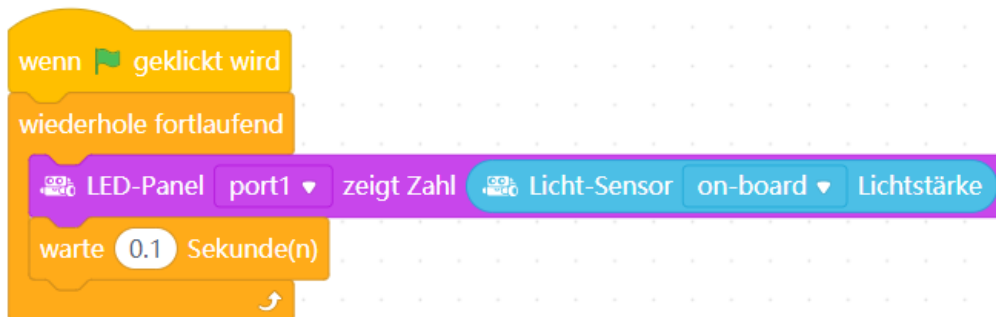 wenn geklickt wird
wiederhole fortlaufend
LED-Panel port1 zeigt Zahl Licht-Sensor on-board Lichtstärke
warte 0.1 Sekunde(n)